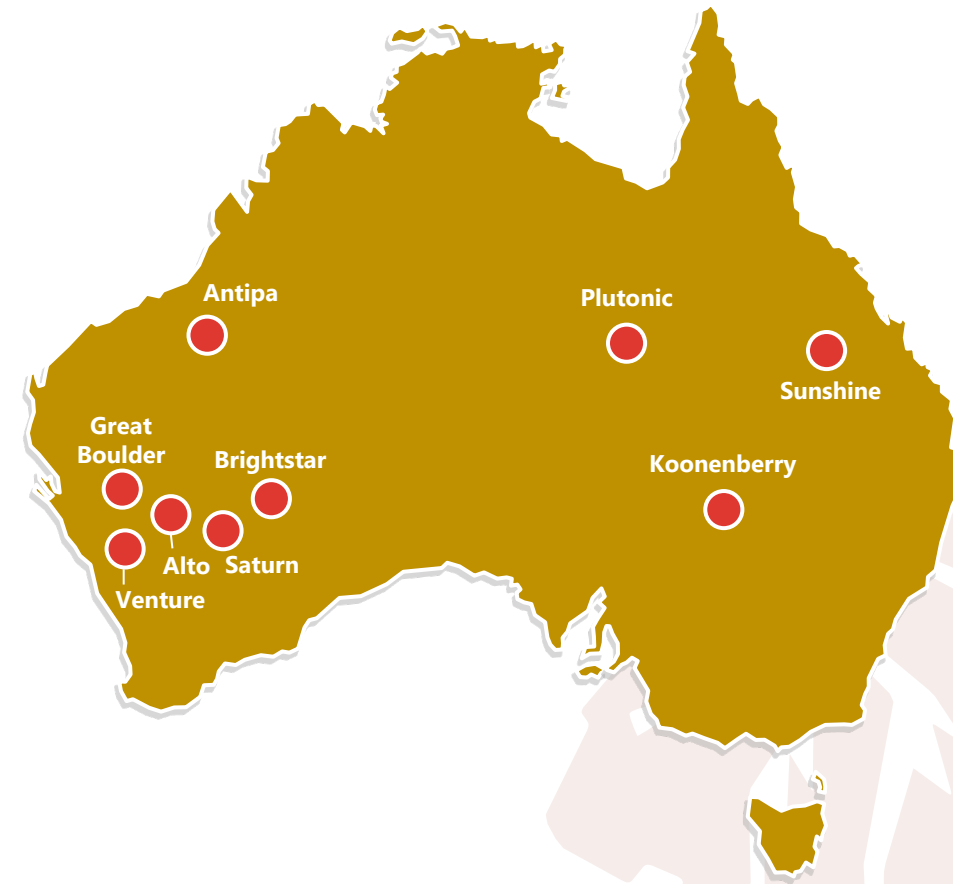 Antipa
Plutonic
Sunshine
Great
Boulder
Brightstar
Koonenberry
Alto
Saturn
Venture